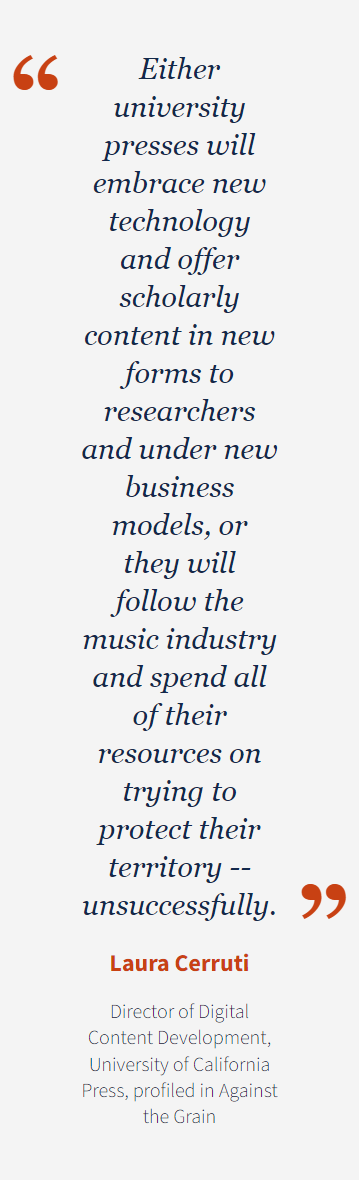 “ Either
university
presses will
embrace new
technology
and offer
scholarly
content in new
forms to
researchers
and under new
business
models, or
they will
follow the
music industry
and spend all
of their
resources on
trying to
protect their
territory --
unsuccessfully. ”
Laura Cerruti
Director of Digital
Content Development,
University of California
Press, profiled in Against
the Grain